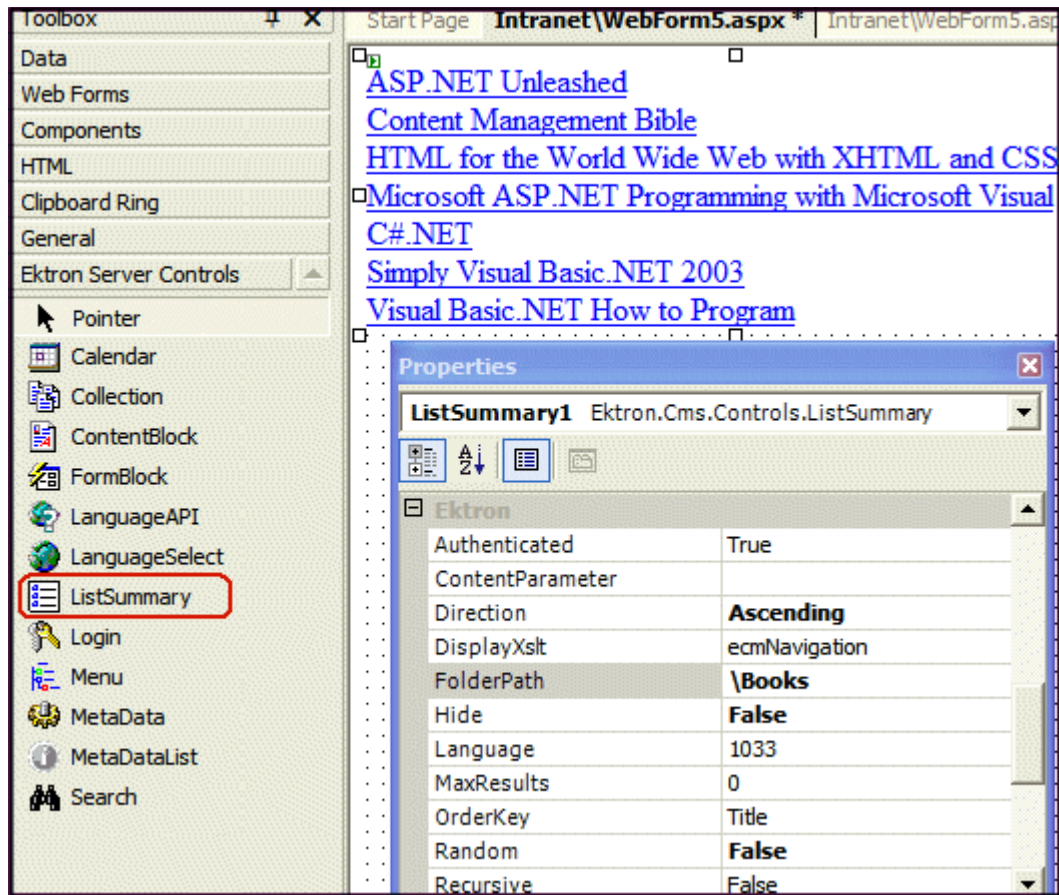 Toolbox
Data
Web Forms
Components
HTML
Clipboard Ring
General
Ektron Server Controls
Pointer
Calendar
Collection
ContentBlock
FormBlock
LanguageAPI
LanguageSelect
ListSummary
Login
Menu
MetaData
MetaDataList
Search
Start Page Intranet\WebForm5.aspx * Intranet\WebForm5.asp
ASP.NET Unleashed
Content Management Bible
HTML for the World Wide Web with XHTML and CSS
Microsoft ASP.NET Programming with Microsoft Visual
C#.NET
Simply Visual Basic.NET 2003
Visual Basic.NET How to Program
Properties
ListSummary1 Ektron.Cms.Controls.ListSummary
Ektron
Authenticated True
ContentParameter
Direction Ascending
DisplayXslt ecmNavigation
FolderPath \Books
Hide False
Language 1033
MaxResults 0
OrderKey Title
Random False
Recursive False